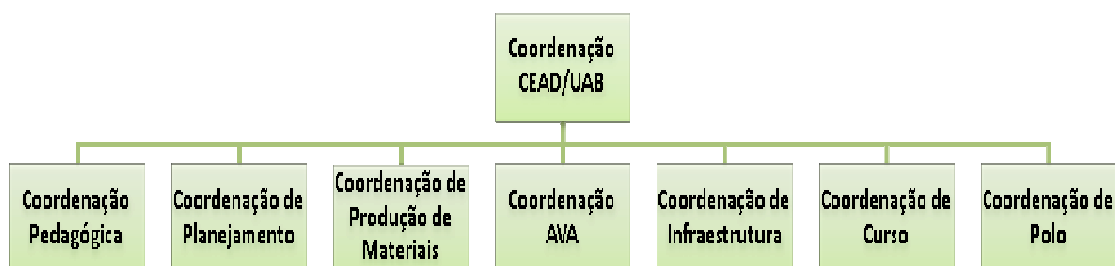 Coordenação
CEAD/UAB
Coordenação
Pedagógica
Coordenação de
Planejamento
Coordenação de
Produção de
Materiais
Coordenação
AVA
Coordenação de
Infraestrutura
Coordenação de
Curso
Coordenação de
Polo